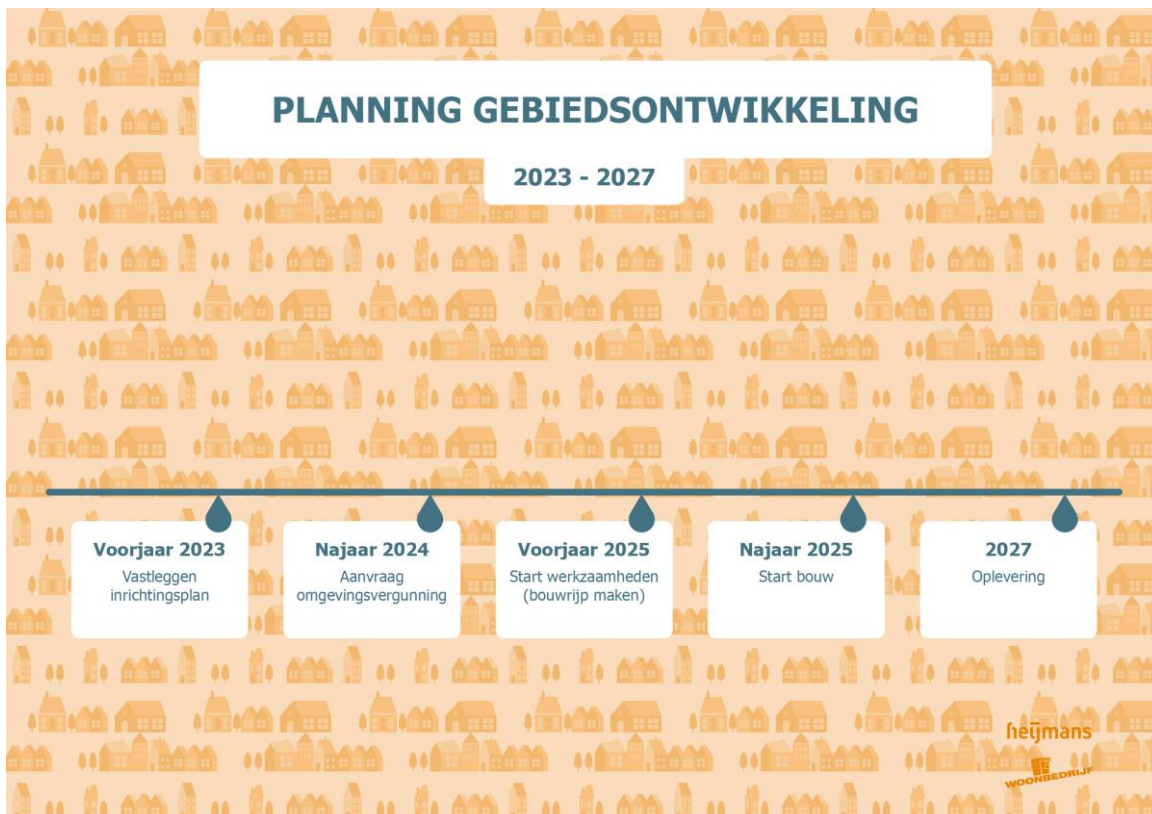 PLANNING GEBIEDSONTWIKKELING
2023 - 2027
Voorjaar 2023
Vastleggen
inrichtingsplan
Najaar 2024
Aanvraag
omgevingsvergunning
Voorjaar 2025
Start werkzaamheden
(bouwrijp maken)
Najaar 2025
Start bouw
2027
Oplevering
heijmans
WOONBEDRIJF